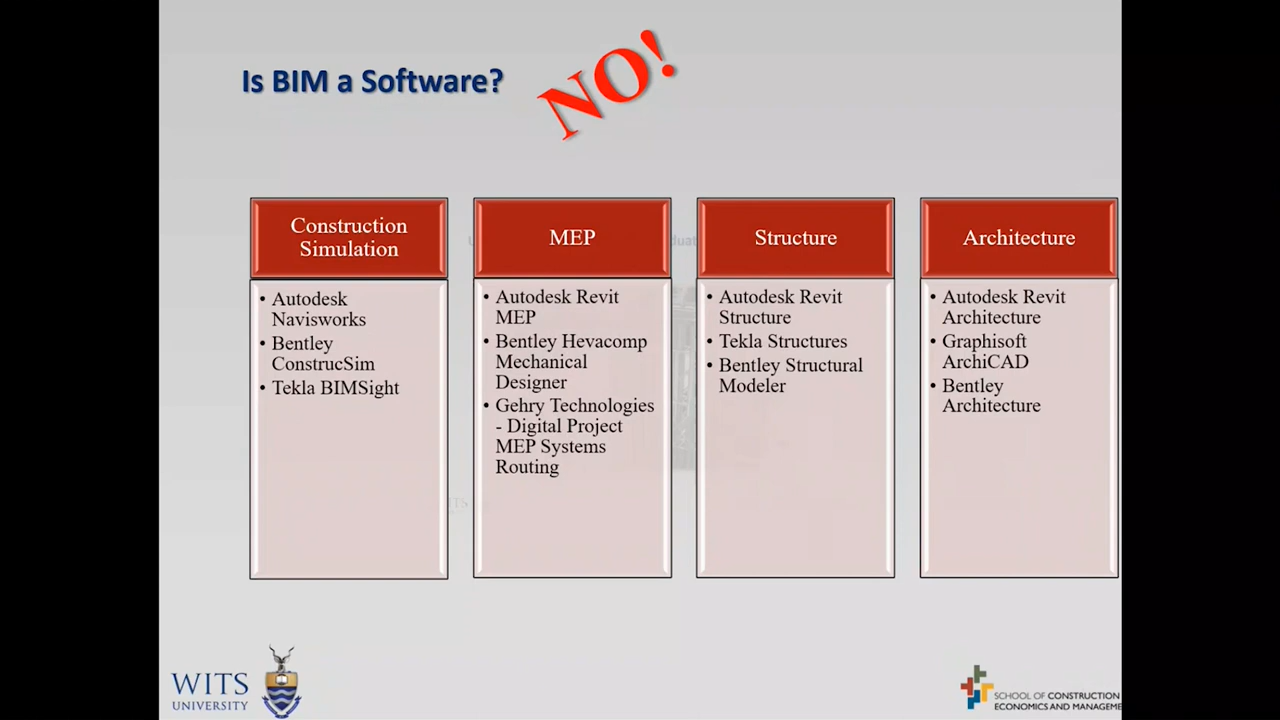 Is BIM a Software?
NO!
Construction
Simulation
• Autodesk
Navisworks
• Bentley
ConstrucSim
• Tekla BIMSight
MEP
• Autodesk Revit
MEP
• Bentley Hevacomp
Mechanical
Designer
• Gehry Technologies
- Digital Project
MEP Systems
Routing
Structure
• Autodesk Revit
Structure
• Tekla Structures
• Bentley Structural
Modeler
Architecture
• Autodesk Revit
Architecture
• Graphisoft
ArchiCAD
• Bentley
Architecture
WITS
UNIVERSITY
SCHOOL OF CONSTRUCTION
ECONOMICS AND MANAGEME